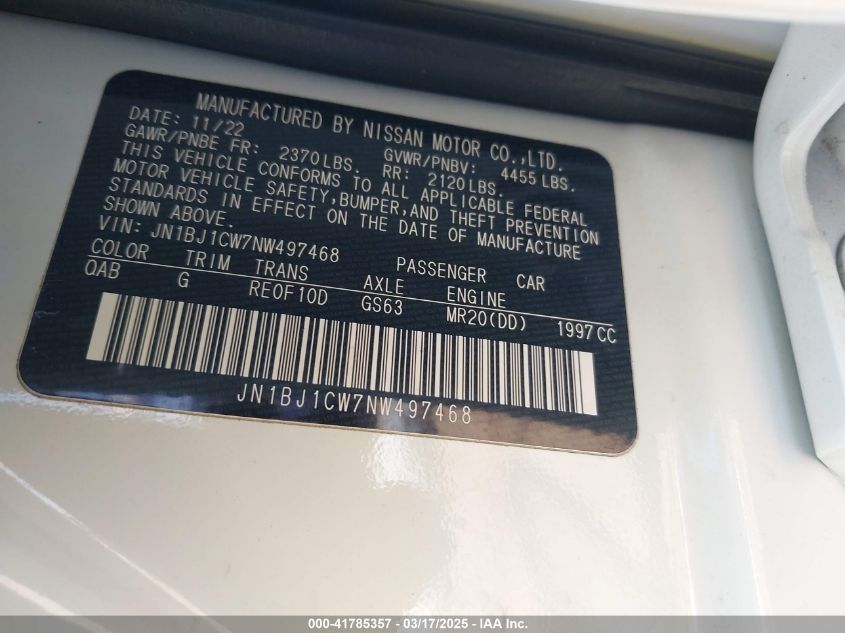 MANUFACTURED BY NISSAN MOTOR CO.,LTD.
DATE: 11/22 GVWR/PNBV: 4455 LBS.
GAWR/PNBE FR: 2370LBS. RR: 2120LBS.
THIS VEHICLE CONFORMS TO ALL APPLICABLE FEDERAL
MOTOR VEHICLE SAFETY,BUMPER,AND THEFT PREVENTION
STANDARDS IN EFFECT ON THE DATE OF MANUFACTURE
SHOWN ABOVE.
VIN: JN1BJ1CW7NW497468 PASSENGER CAR
COLOR TRIM TRANS AXLE ENGINE
QAB G RE0F10D GS63 MR20(DD) 1997CC
JN1BJ1CW7NW497468
000-41785357 - 03/17/2025 - IAA Inc.